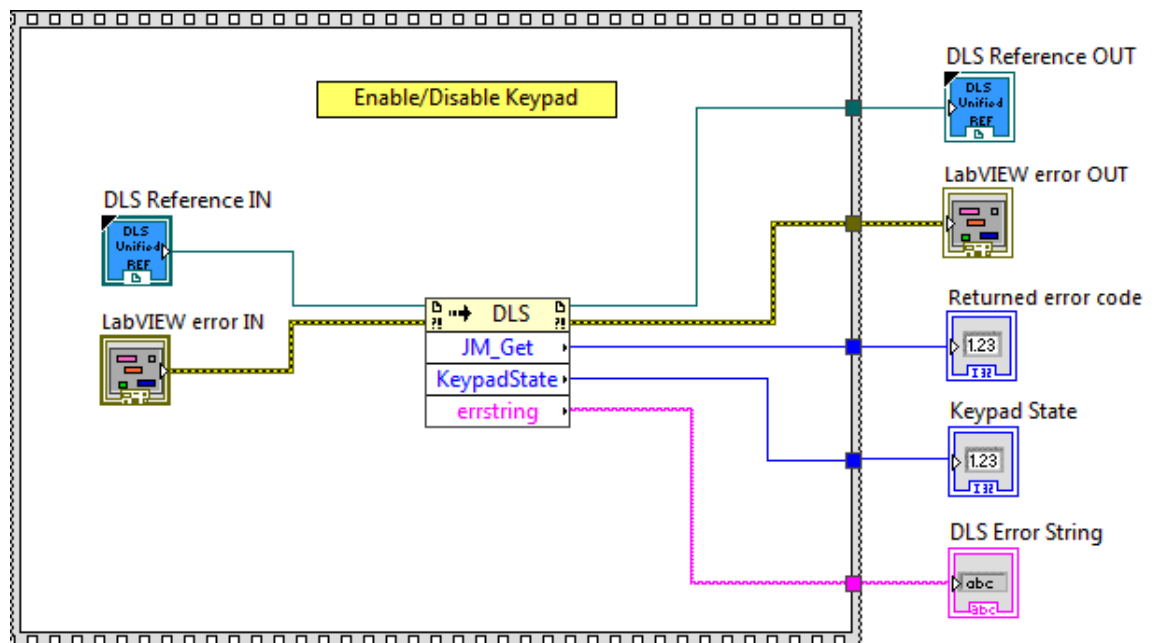 DLS Reference OUT
DLS
Unified
REF
Enable/Disable Keypad
LabVIEW error OUT
DLS Reference IN
DLS
Unified
REF
Returned error code
1.23
I32
LabVIEW error IN
?! DLS ?!
JM_Get
KeypadState
errstring
Keypad State
1.23
I32
DLS Error String
abc
abc